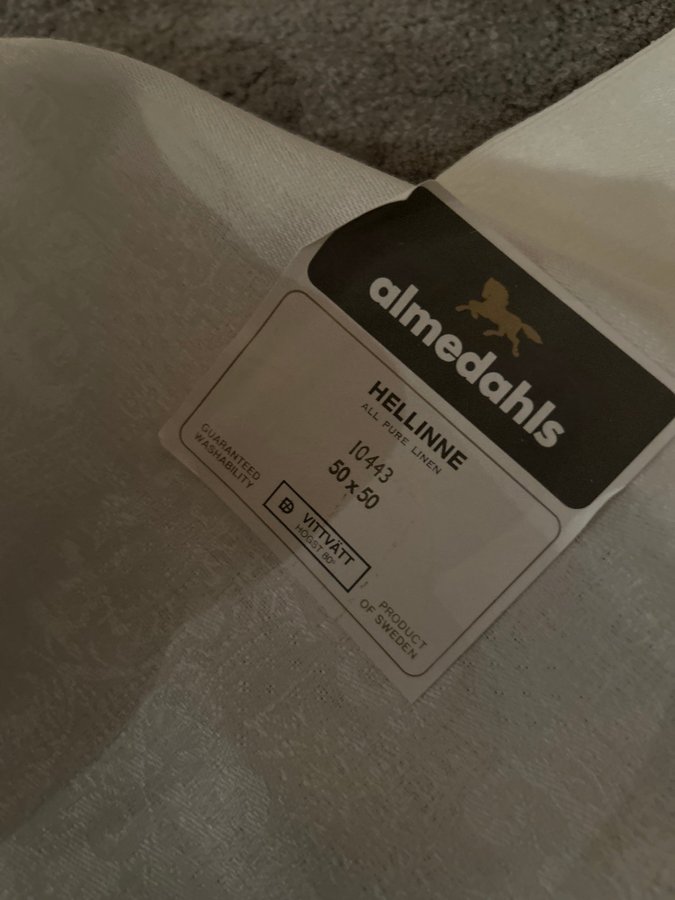 almedahls
HELLINNE
ALL PURE LINEN
10443
50 x 50
GUARANTEED
WASHABILITY
VITTVÄTT
HÖGST 80°
PRODUCT
OF SWEDEN